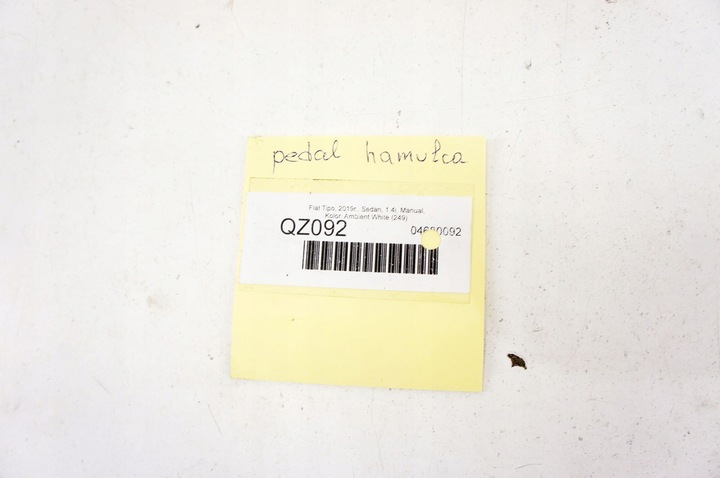 pedal hamulca
Fiat Tipo, 2019r., Sedan, 1.4i, Manual,
Kolor: Ambient White (249)
QZ092